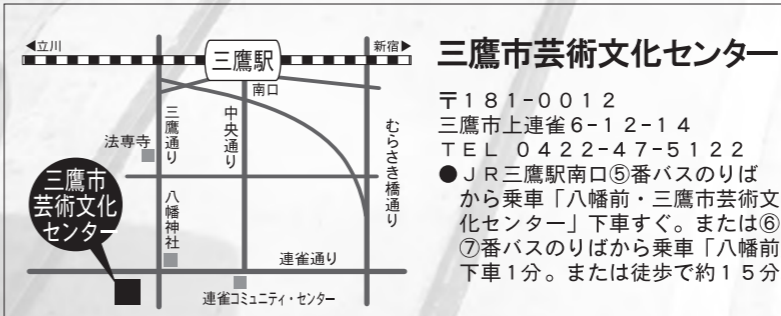 ◀立川
新宿▶
三鷹駅
南口
三鷹通り
中央通り
むらさき橋通り
法専寺
八幡神社
三鷹市
芸術文化
センター
連雀通り
連雀コミュニティ・センター
三鷹市芸術文化センター
〒181-0012
三鷹市上連雀6-12-14
TEL 0422-47-5122
●JR三鷹駅南口⑤番バスのりば
から乗車「八幡前・三鷹市芸術文
化センター」下車すぐ。または⑥
⑦番バスのりばから乗車「八幡前
下車1分。または徒歩で約15分